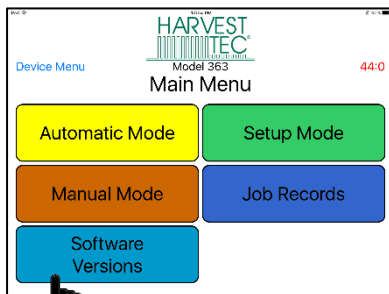 HARVEST
TEC
Device Menu
Model 363
44:0
Main Menu
Automatic Mode
Setup Mode
Manual Mode
Job Records
Software
Versions